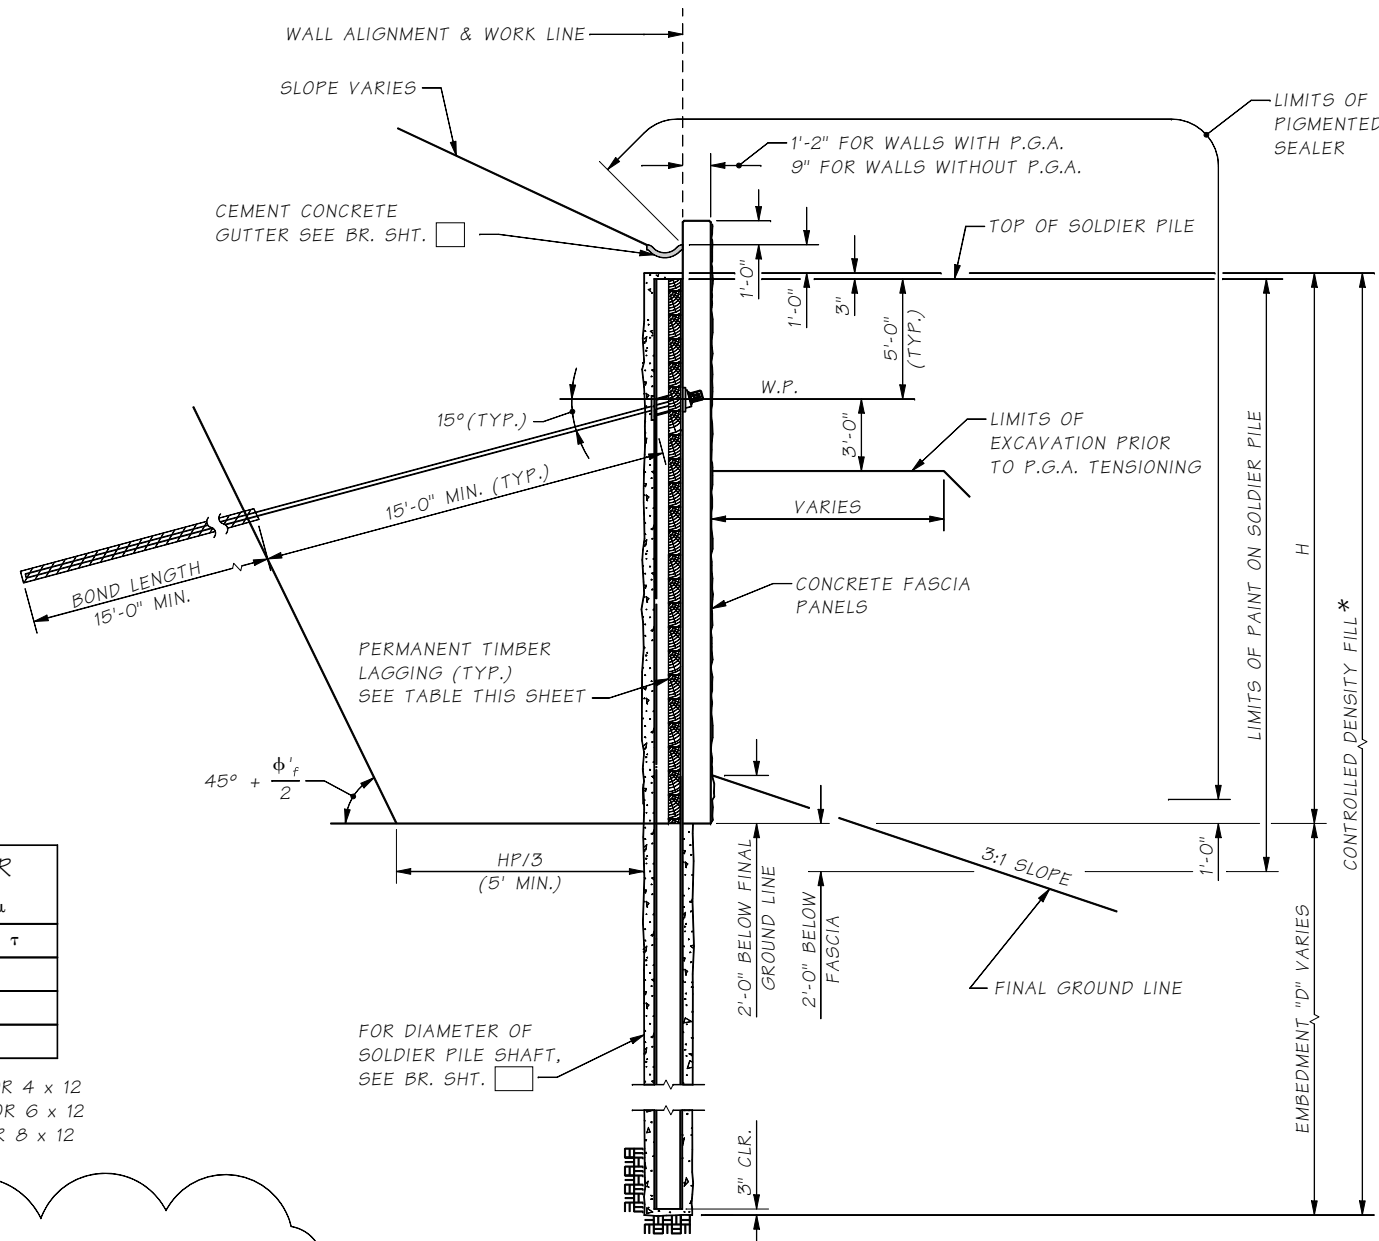 WALL ALIGNMENT & WORK LINE
SLOPE VARIES
LIMITS OF
PIGMENTED
SEALER
1'-2" FOR WALLS WITH P.G.A.
9" FOR WALLS WITHOUT P.G.A.
CEMENT CONCRETE
GUTTER SEE BR. SHT.
TOP OF SOLDIER PILE
1'-0"
1'-0"
3"
5'-0"
(TYP.)
W.P.
15° (TYP.)
3'-0"
LIMITS OF
EXCAVATION PRIOR
TO P.G.A. TENSIONING
15'-0" MIN. (TYP.)
VARIES
BOND LENGTH
15'-0" MIN.
CONCRETE FASCIA
PANELS
PERMANENT TIMBER
LAGGING (TYP.)
SEE TABLE THIS SHEET
LIMITS OF PAINT ON SOLDIER PILE
H
CONTROLLED DENSITY FILL *
45° + ϕ'f
2
HP/3
(5' MIN.)
3:1 SLOPE
1'-0"
2'-0" BELOW FINAL
GROUND LINE
2'-0" BELOW
FASCIA
FINAL GROUND LINE
EMBEDMENT "D" VARIES
FOR DIAMETER OF
SOLDIER PILE SHAFT,
SEE BR. SHT.
3" CLR.
R
τ
R 4 x 12
OR 6 x 12
R 8 x 12